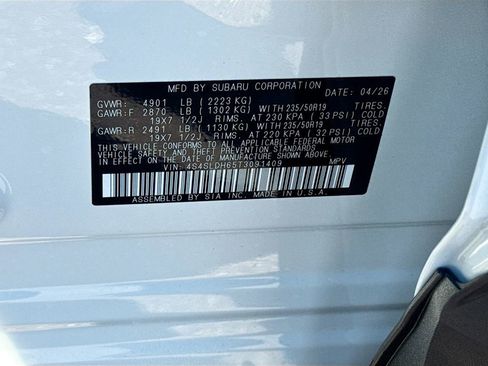 MFD BY SUBARU CORPORATION
DATE: 04/26
GVWR: 4901 LB (2223 KG)
GAWR:F 2870 LB (1302 KG) WITH 235/50R19 TIRES.
19X7 1/2J RIMS. AT 230 KPA (33 PSI) COLD
GAWR:R 2491 LB (1130 KG) WITH 235/50R19 TIRES.
19X7 1/2J RIMS. AT 220 KPA (32 PSI) COLD
THIS VEHICLE CONFORMS TO ALL APPLICABLE FEDERAL MOTOR
VEHICLE SAFETY, BUMPER, AND THEFT PREVENTION STANDARDS
IN EFFECT ON THE DATE OF MANUFACTURE SHOWN ABOVE.
VIN: 4S4SLDH65T3091409 MPV
ASSEMBLED BY SIA INC. MADE IN U.S.A.